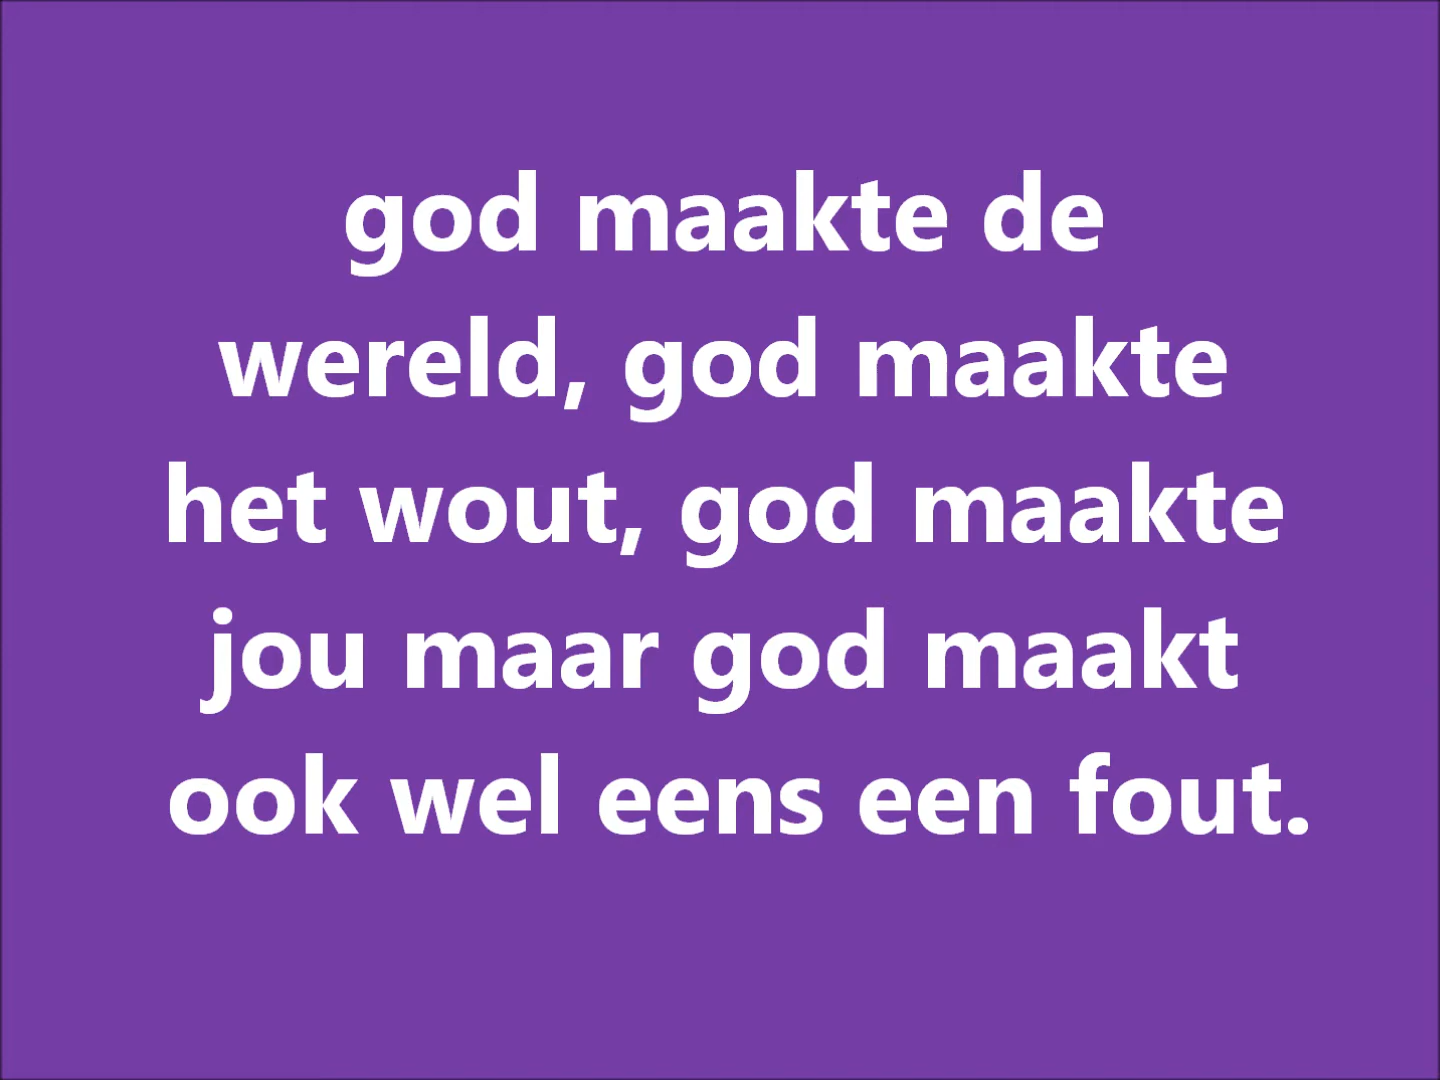 god maakte de
wereld, god maakte
het wout, god maakte
jou maar god maakt
ook wel eens een fout.